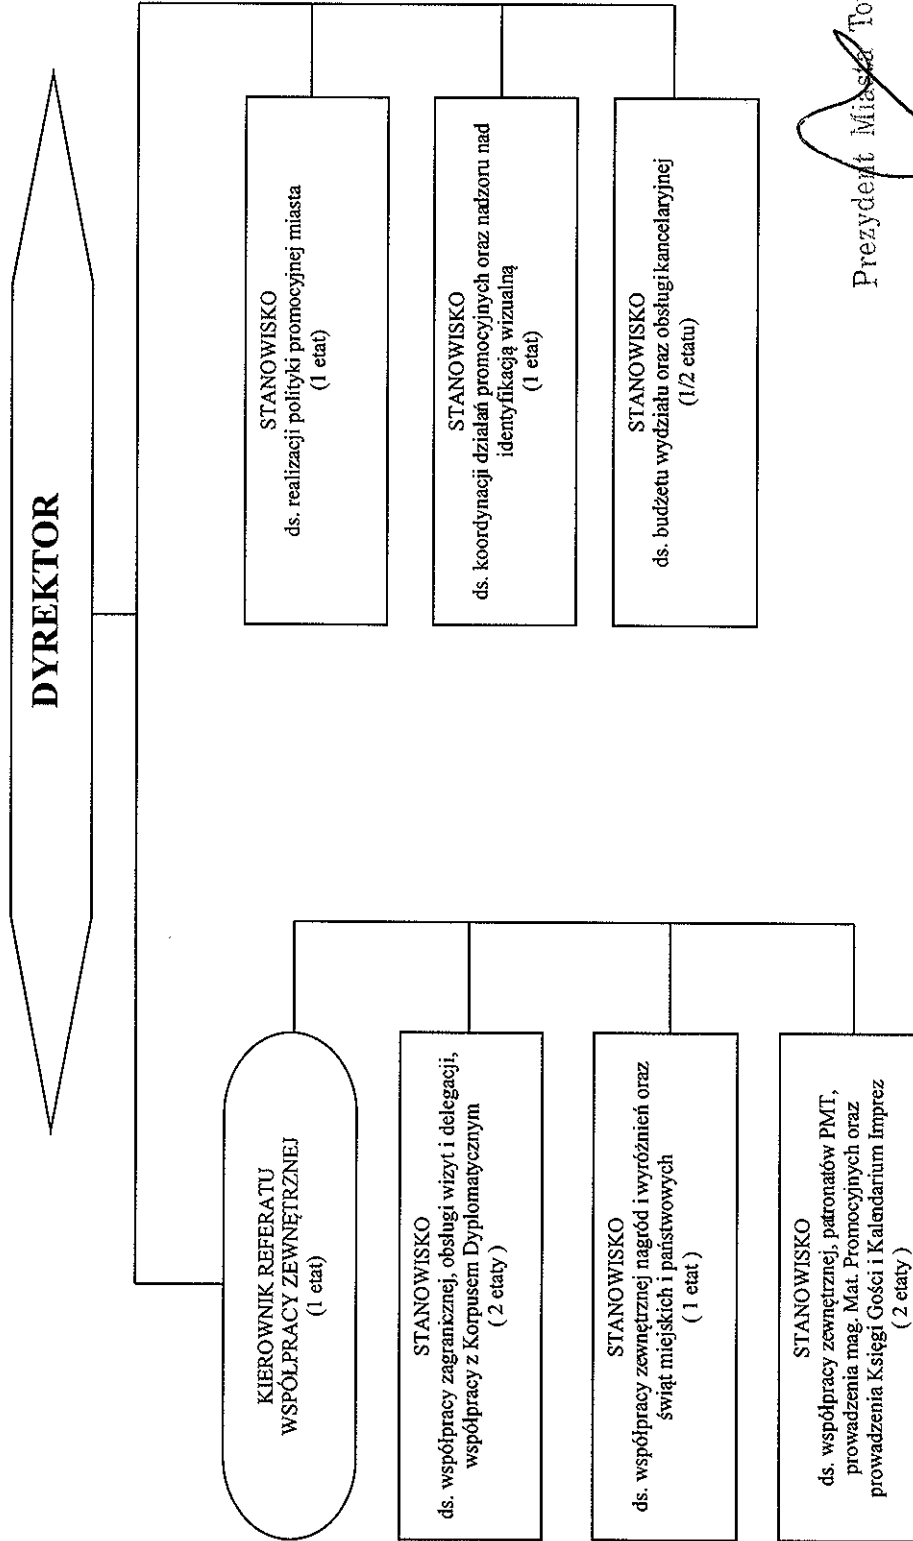 DYREKTOR
KIEROWNIK REFERATU
WSPÓŁPRACY ZEWNĘTRZNEJ
(1 etat)
STANOWISKO
ds. współpracy zagranicznej, obsługi wizyt i delegacji,
współpracy z Korpusem Dyplomatycznym
( 2 etaty )
STANOWISKO
ds. współpracy zewnętrznej nagród i wyróżnień oraz
świąt miejskich i państwowych
( 1 etat )
STANOWISKO
ds. współpracy zewnętrznej, patronatów PMT,
prowadzenia mag. Mat. Promocyjnych oraz
prowadzenia Księgi Gości i Kalendarium Imprez
( 2 etaty )
STANOWISKO
ds. realizacji polityki promocyjnej miasta
(1 etat)
STANOWISKO
ds. koordynacji działań promocyjnych oraz nadzoru nad
identyfikacją wizualną
(1 etat)
STANOWISKO
ds. budżetu wydziału oraz obsługi kancelaryjnej
(1/2 etatu)
Prezydent Miasta To